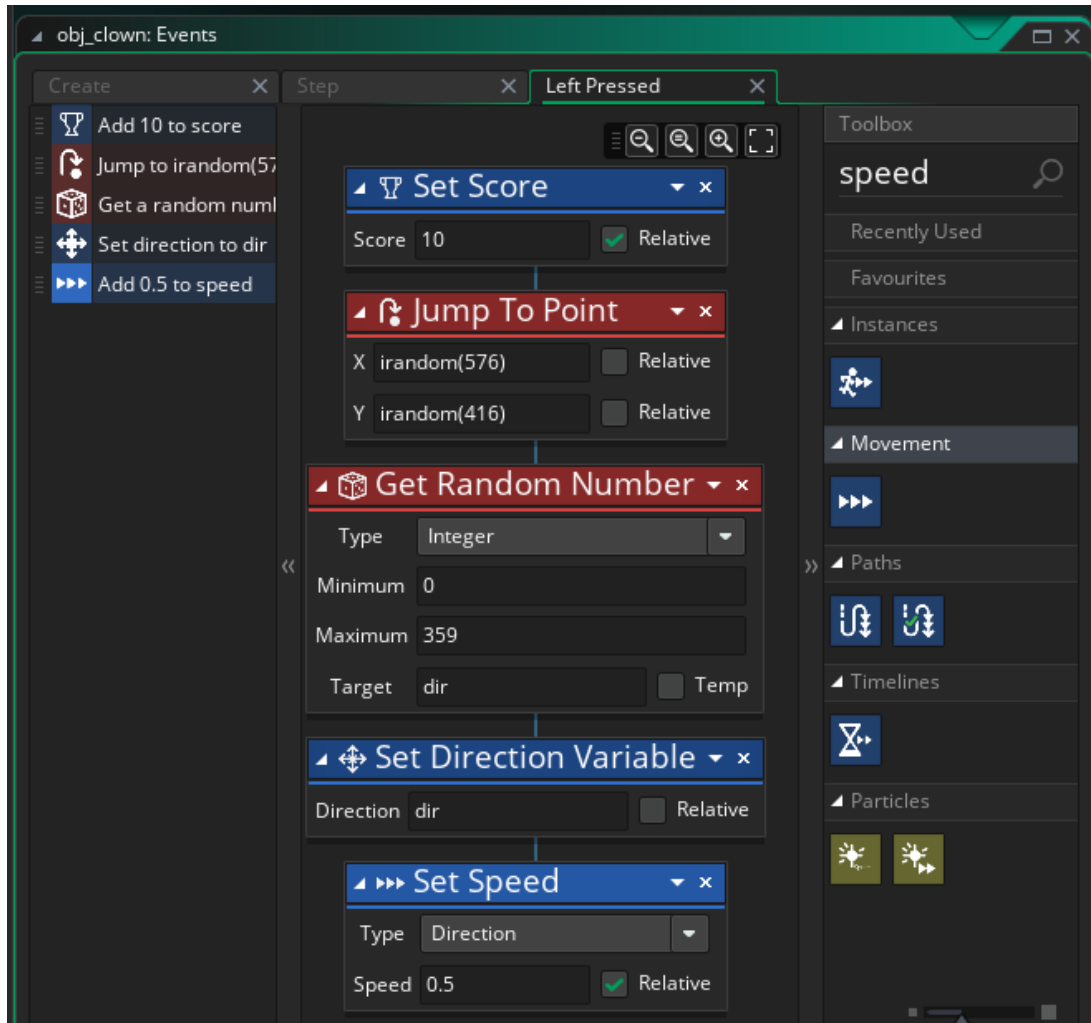 obj_clown: Events
Create
Step
Left Pressed
Add 10 to score
Jump to irandom(57
Get a random numl
Set direction to dir
Add 0.5 to speed
Set Score
Score 10 Relative
Jump To Point
X irandom(576) Relative
Y irandom(416) Relative
Get Random Number
Type Integer
Minimum 0
Maximum 359
Target dir Temp
Set Direction Variable
Direction dir Relative
Set Speed
Type Direction
Speed 0.5 Relative
Toolbox
speed
Recently Used
Favourites
Instances
Movement
Paths
Timelines
Particles